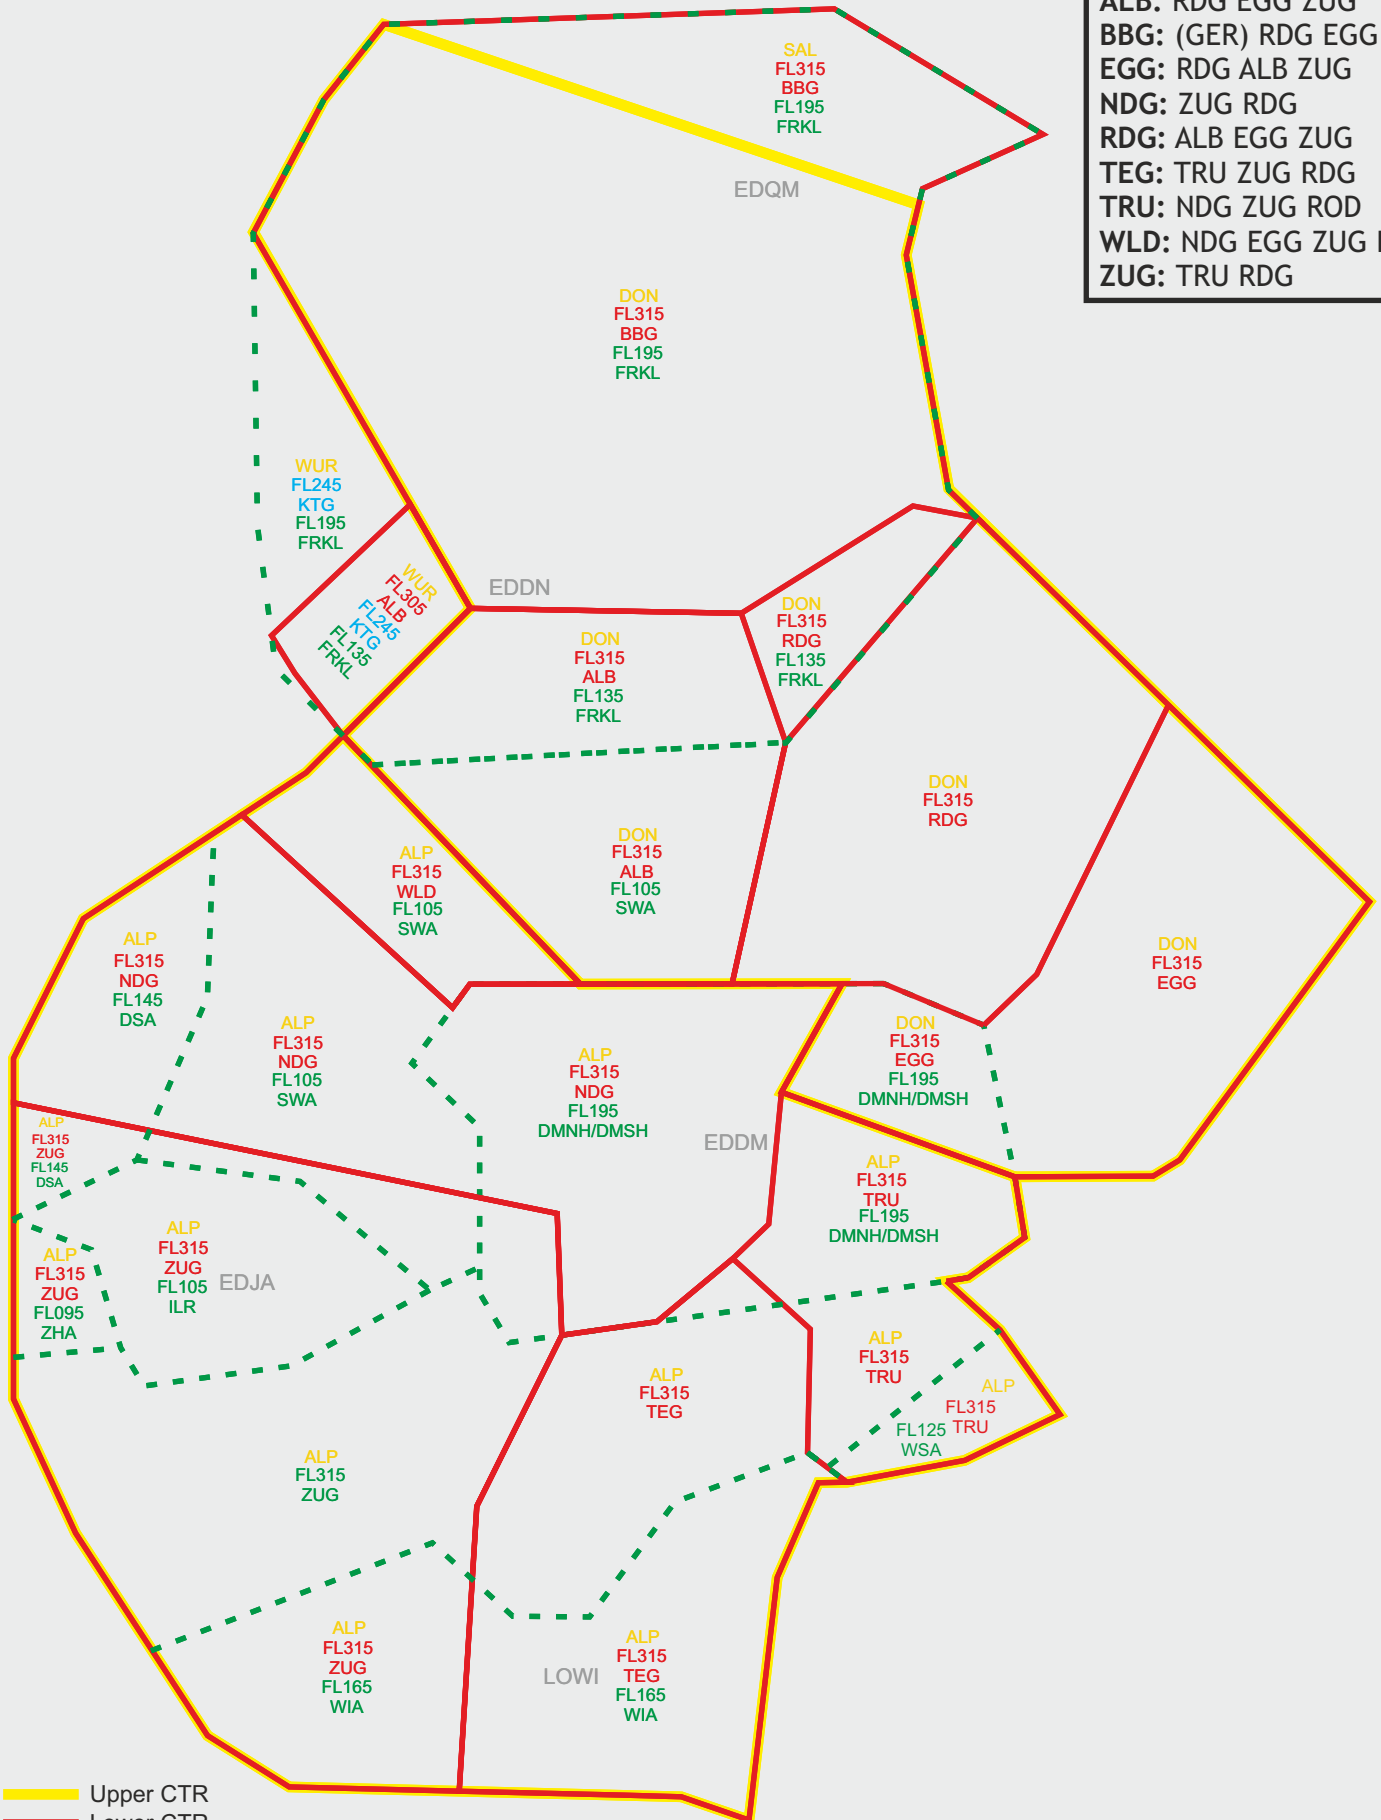 ALB: RDG EGG ZUG
BBG: (GER) RDG EGG
EGG: RDG ALB ZUG
NDG: ZUG RDG
RDG: ALB EGG ZUG
TEG: TRU ZUG RDG
TRU: NDG ZUG ROD
WLD: NDG EGG ZUG
ZUG: TRU RDG
SAL
FL315
BBG
FL195
FRKL
EDQM
DON
FL315
BBG
FL195
FRKL
WUR
FL245
KTG
FL195
FRKL
WUR
FL305
ALB
FL245
KTG
FL135
FRKL
EDDN
DON
FL315
ALB
FL135
FRKL
DON
FL315
RDG
FL135
FRKL
DON
FL315
RDG
DON
FL315
ALB
FL105
SWA
ALP
FL315
WLD
FL105
SWA
DON
FL315
EGG
ALP
FL315
NDG
FL145
DSA
ALP
FL315
NDG
FL105
SWA
ALP
FL315
NDG
FL195
DMNH/DMSH
EDDM
DON
FL315
EGG
FL195
DMNH/DMSH
ALP
FL315
ZUG
FL145
DSA
ALP
FL315
TRU
FL195
DMNH/DMSH
ALP
FL315
ZUG
FL095
ZHA
ALP
FL315
ZUG
FL105
ILR
EDJA
ALP
FL315
TEG
ALP
FL315
TRU
ALP
FL315
TRU
FL125
WSA
ALP
FL315
ZUG
ALP
FL315
ZUG
FL165
WIA
LOWI
ALP
FL315
TEG
FL165
WIA
Upper CTR
Lower CTR